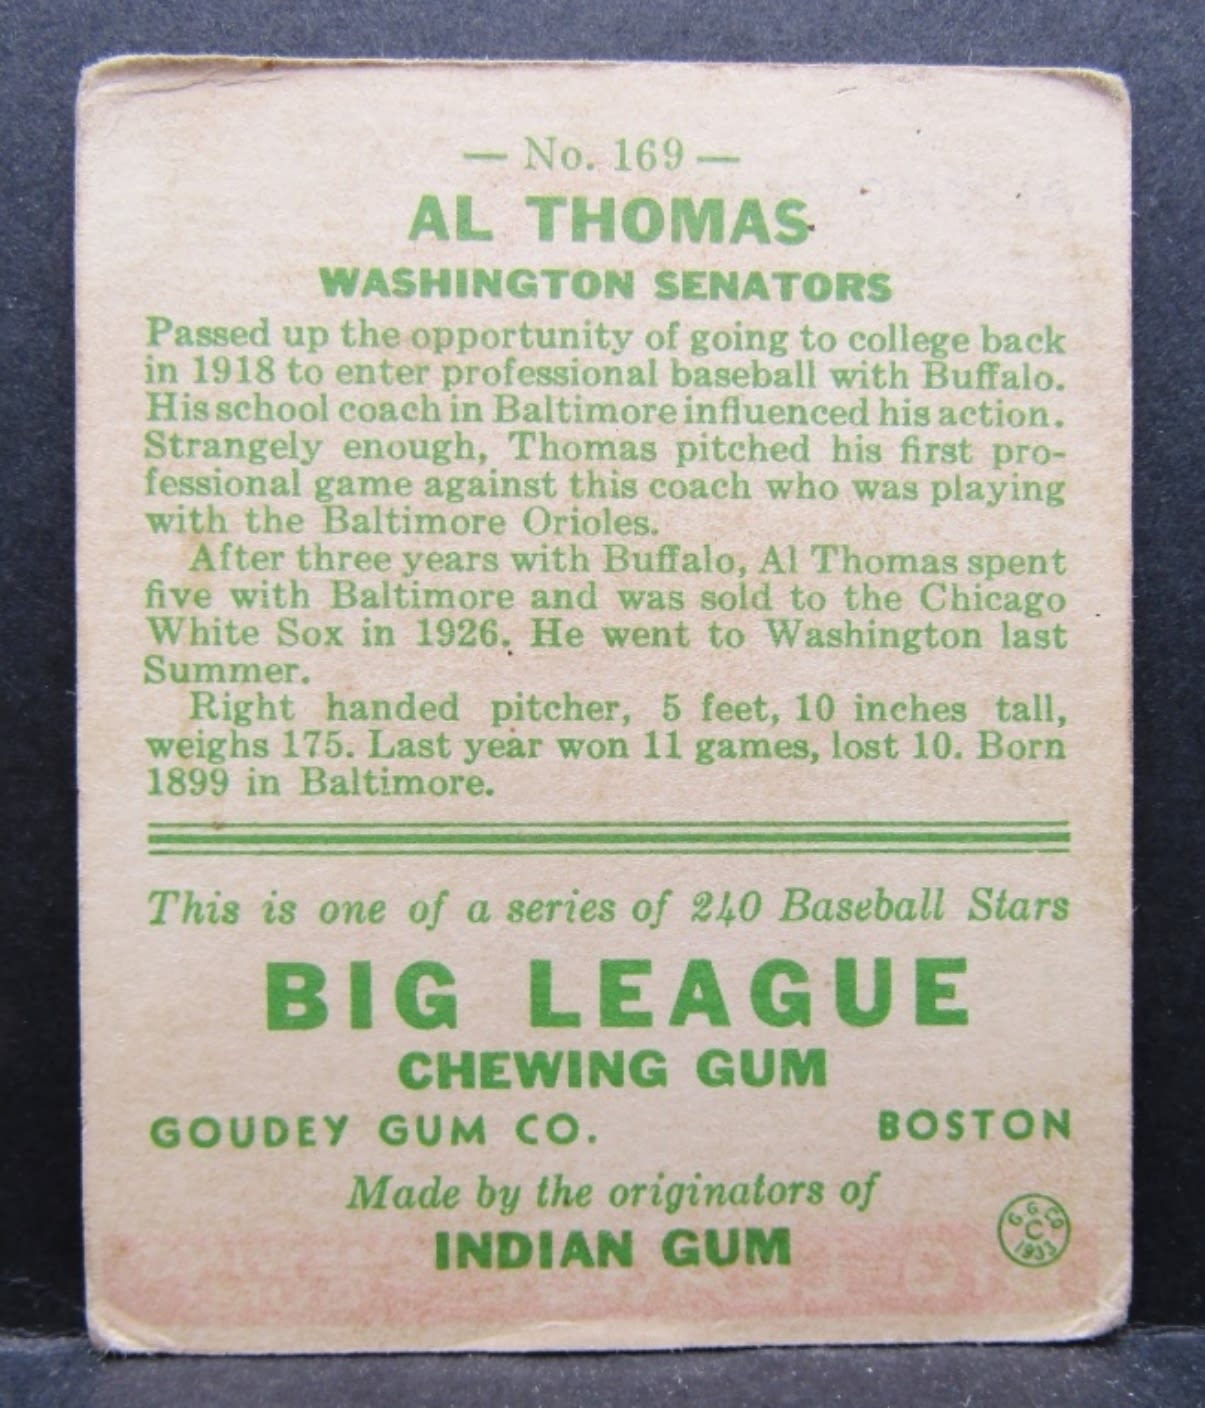 — No. 169 —
AL THOMAS
WASHINGTON SENATORS
Passed up the opportunity of going to college back
in 1918 to enter professional baseball with Buffalo.
His school coach in Baltimore influenced his action.
Strangely enough, Thomas pitched his first pro-
fessional game against this coach who was playing
with the Baltimore Orioles.
After three years with Buffalo, Al Thomas spent
five with Baltimore and was sold to the Chicago
White Sox in 1926. He went to Washington last
Summer.
Right handed pitcher, 5 feet, 10 inches tall,
weighs 175. Last year won 11 games, lost 10. Born
1899 in Baltimore.
This is one of a series of 240 Baseball Stars
BIG LEAGUE
CHEWING GUM
GOUDEY GUM CO. BOSTON
Made by the originators of
INDIAN GUM
G.G.CO.
C
1933